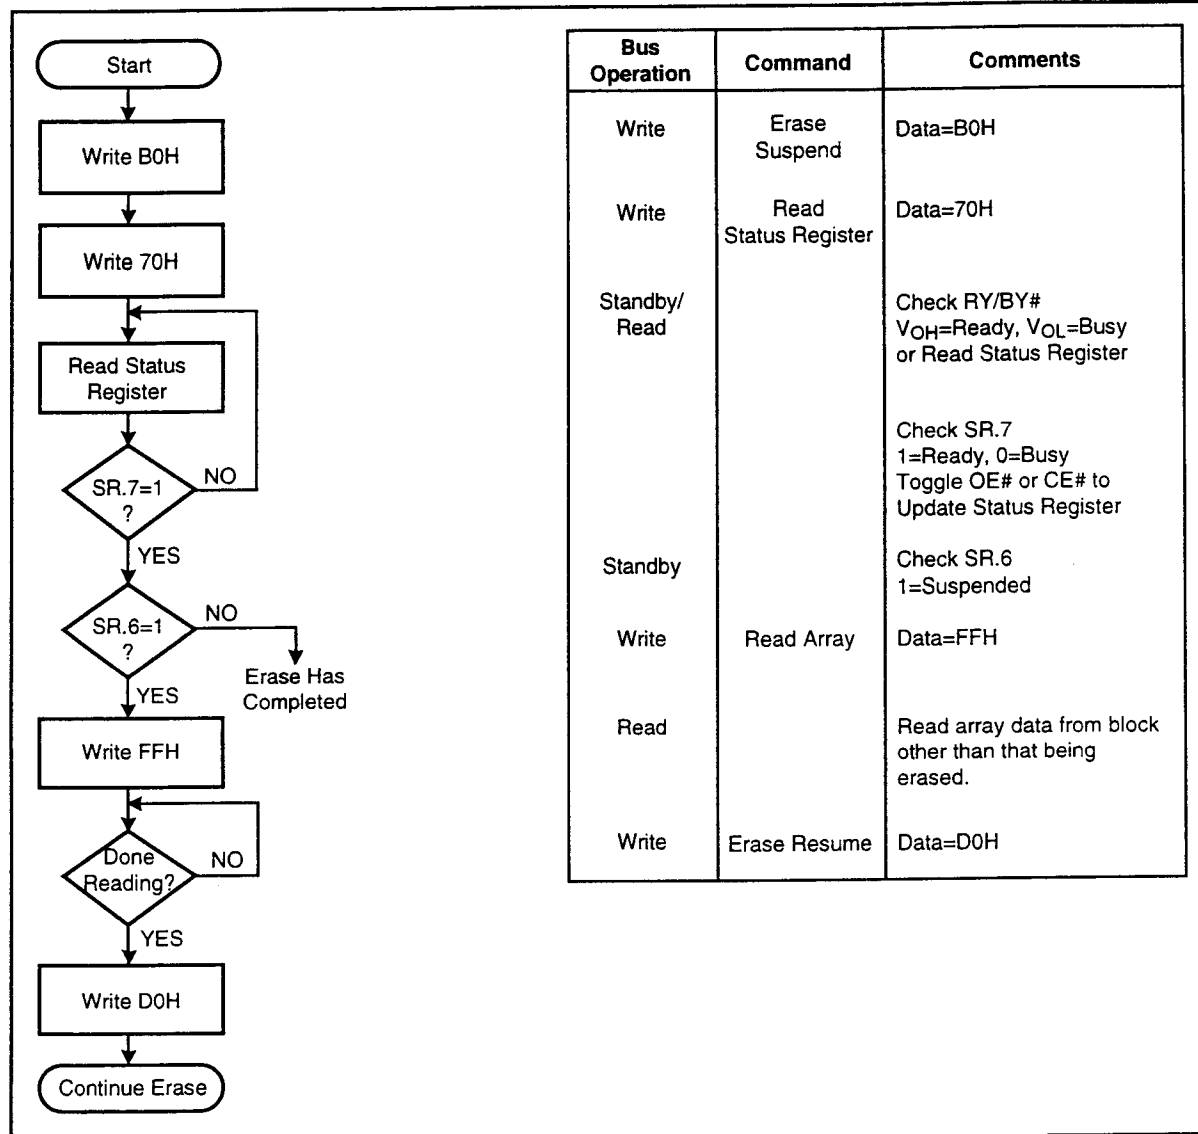 Start
Write B0H
Write 70H
Read Status
Register
SR.7=1
?
NO
YES
SR.6=1
?
NO
Erase Has
Completed
YES
Write FFH
Done
Reading?
NO
YES
Write D0H
Continue Erase
Bus
Operation
Command
Comments
Write
Erase
Suspend
Data=B0H
Write
Read
Status Register
Data=70H
Standby/
Read
Check RY/BY#
VOH=Ready, VOL=Busy
or Read Status Register
Check SR.7
1=Ready, 0=Busy
Toggle OE# or CE# to
Update Status Register
Standby
Check SR.6
1=Suspended
Write
Read Array
Data=FFH
Read
Read array data from block
other than that being
erased.
Write
Erase Resume
Data=D0H